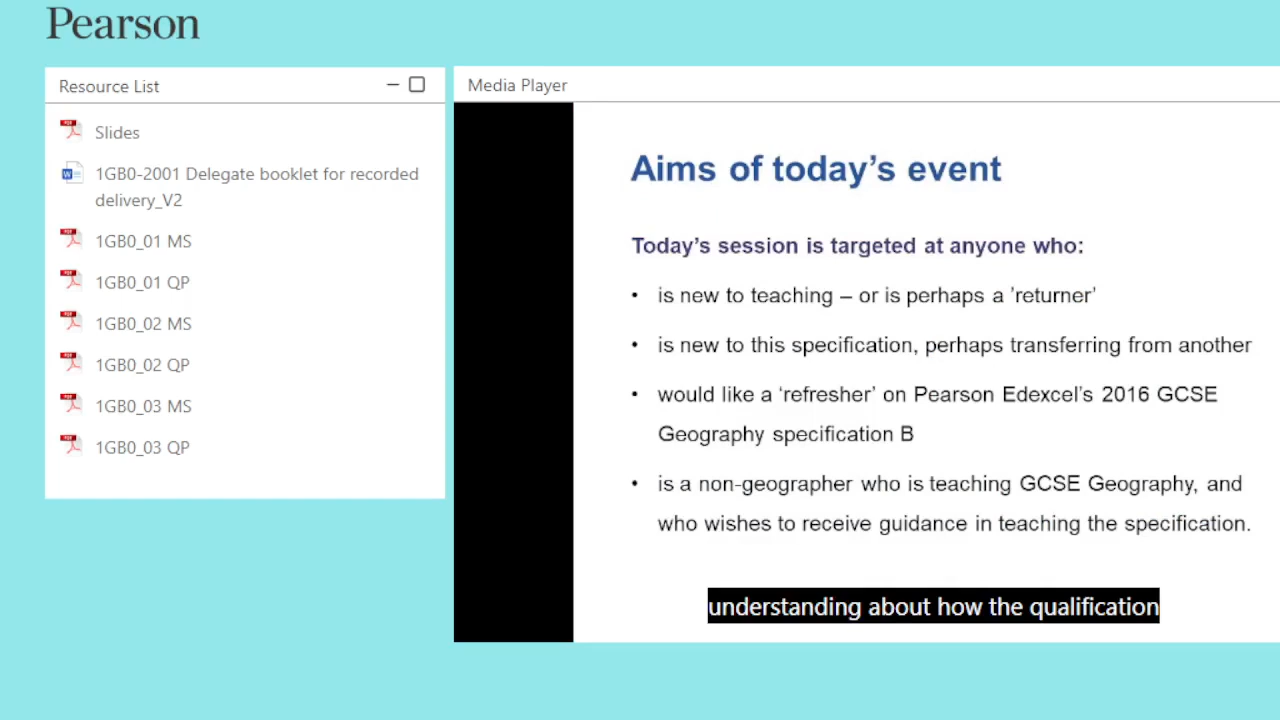 Pearson
Resource List
Slides
1GB0-2001 Delegate booklet for recorded
delivery_V2
1GB0_01 MS
1GB0_01 QP
1GB0_02 MS
1GB0_02 QP
1GB0_03 MS
1GB0_03 QP
Media Player
Aims of today’s event
Today’s session is targeted at anyone who:
• is new to teaching – or is perhaps a ’returner’
• is new to this specification, perhaps transferring from another
• would like a ‘refresher’ on Pearson Edexcel’s 2016 GCSE
Geography specification B
• is a non-geographer who is teaching GCSE Geography, and
who wishes to receive guidance in teaching the specification.
understanding about how the qualification